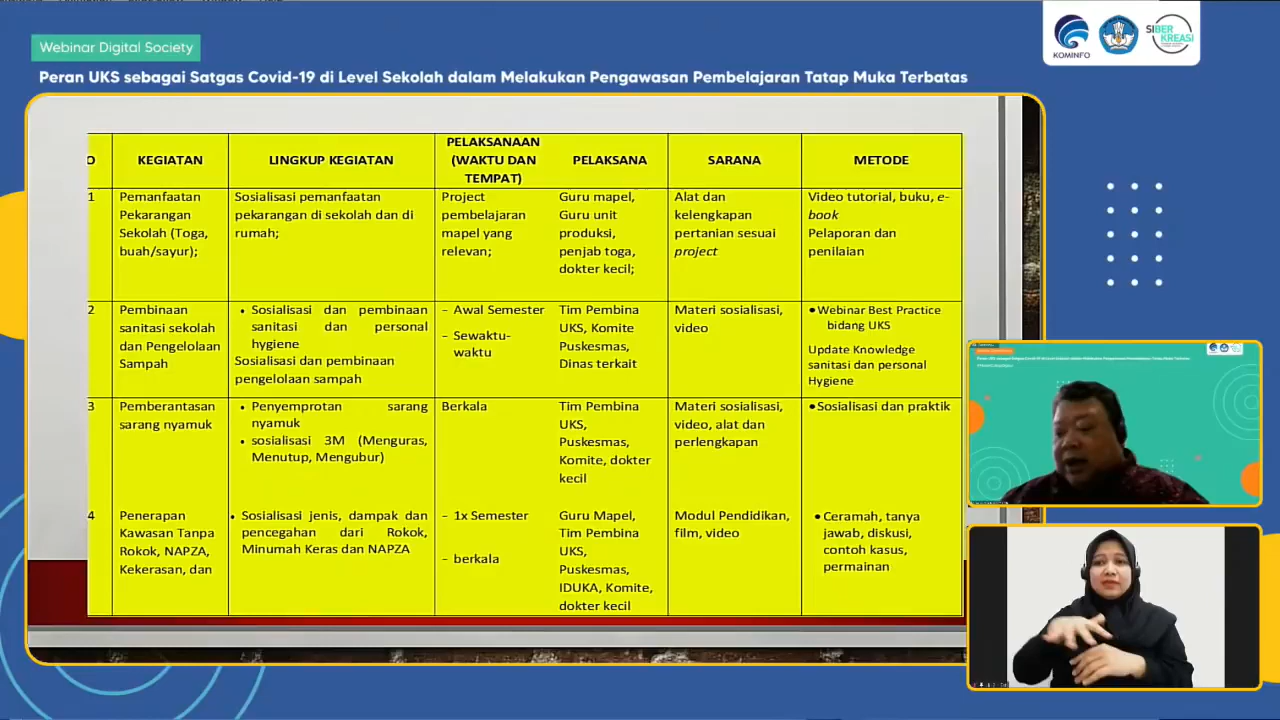 Webinar Digital Society
Peran UKS sebagai Satgas Covid-19 di Level Sekolah dalam Melakukan Pengawasan Pembelajaran Tatap Muka Terbatas
KOMINFO
SIBER
KREASI
O
KEGIATAN
LINGKUP KEGIATAN
PELAKSANAAN
(WAKTU DAN
TEMPAT)
PELAKSANA
SARANA
METODE
1
Pemanfaatan
Pekarangan
Sekolah (Toga,
buah/sayur);
Sosialisasi pemanfaatan
pekarangan di sekolah dan di
rumah;
Project
pembelajaran
mapel yang
relevan;
Guru mapel,
Guru unit
produksi,
penjab toga,
dokter kecil;
Alat dan
kelengkapan
pertanian sesuai
project
Video tutorial, buku, e-
book
Pelaporan dan
penilaian
2
Pembinaan
sanitasi sekolah
dan Pengelolaan
Sampah
• Sosialisasi dan pembinaan
sanitasi dan personal
hygiene
Sosialisasi dan pembinaan
pengelolaan sampah
- Awal Semester
- Sewaktu-
waktu
Tim Pembina
UKS, Komite
Puskesmas,
Dinas terkait
Materi sosialisasi,
video
•Webinar Best Practice
bidang UKS
Update Knowledge
sanitasi dan personal
Hygiene
3
Pemberantasan
sarang nyamuk
• Penyemprotan sarang
nyamuk
• sosialisasi 3M (Menguras,
Menutup, Mengubur)
Berkala
Tim Pembina
UKS,
Puskesmas,
Komite, dokter
kecil
Materi sosialisasi,
video, alat dan
perlengkapan
•Sosialisasi dan praktik
4
Penerapan
Kawasan Tanpa
Rokok, NAPZA,
Kekerasan, dan
• Sosialisasi jenis, dampak dan
pencegahan dari Rokok,
Minumah Keras dan NAPZA
- 1x Semester
- berkala
Guru Mapel,
Tim Pembina
UKS,
Puskesmas,
IDUKA, Komite,
dokter kecil
Modul Pendidikan,
film, video
•Ceramah, tanya
jawab, diskusi,
contoh kasus,
permainan